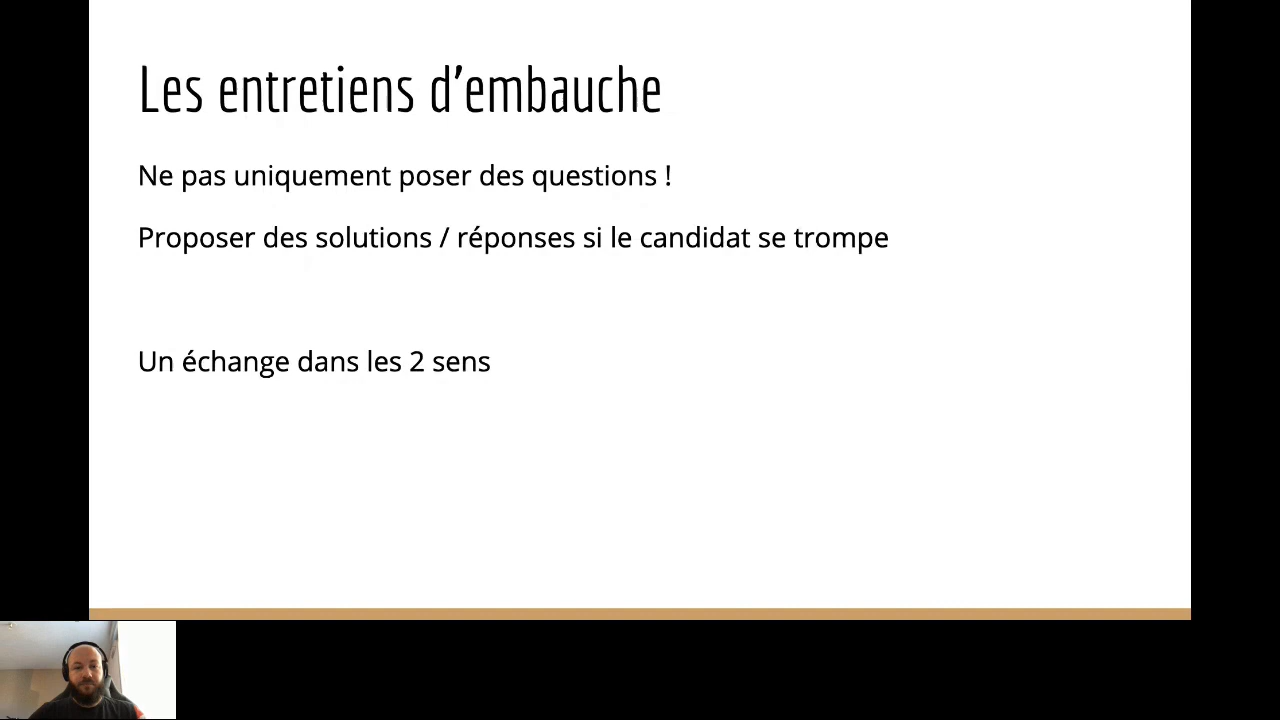 Les entretiens d’embauche
Ne pas uniquement poser des questions !
Proposer des solutions / réponses si le candidat se trompe
Un échange dans les 2 sens